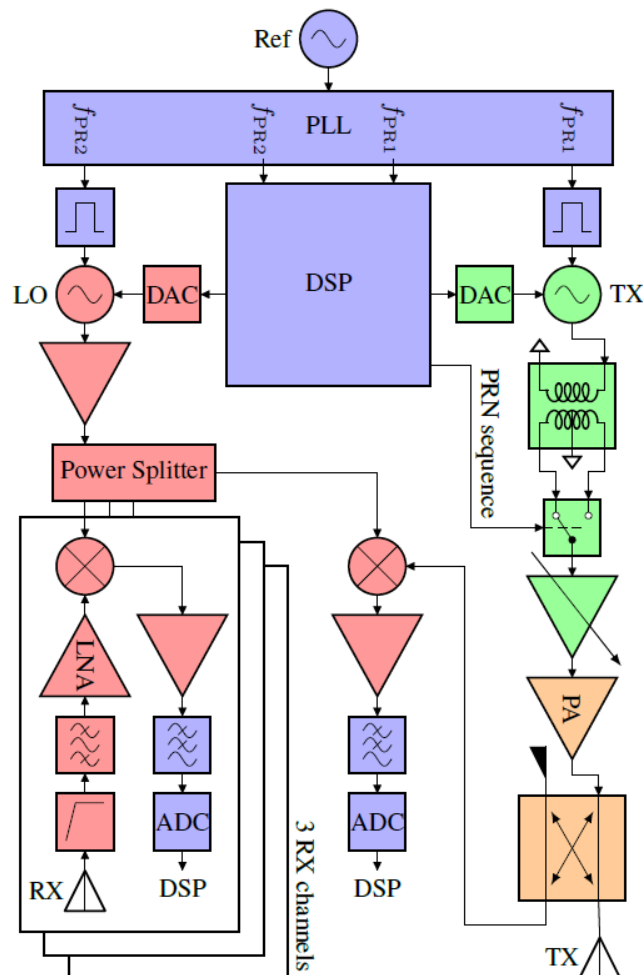 Ref
f_PR2
f_PR2
f_PR1
f_PR1
PLL
LO
DAC
DSP
DAC
TX
PRN sequence
Power Splitter
LNA
PA
ADC
ADC
RX
DSP
DSP
3 RX channels
TX